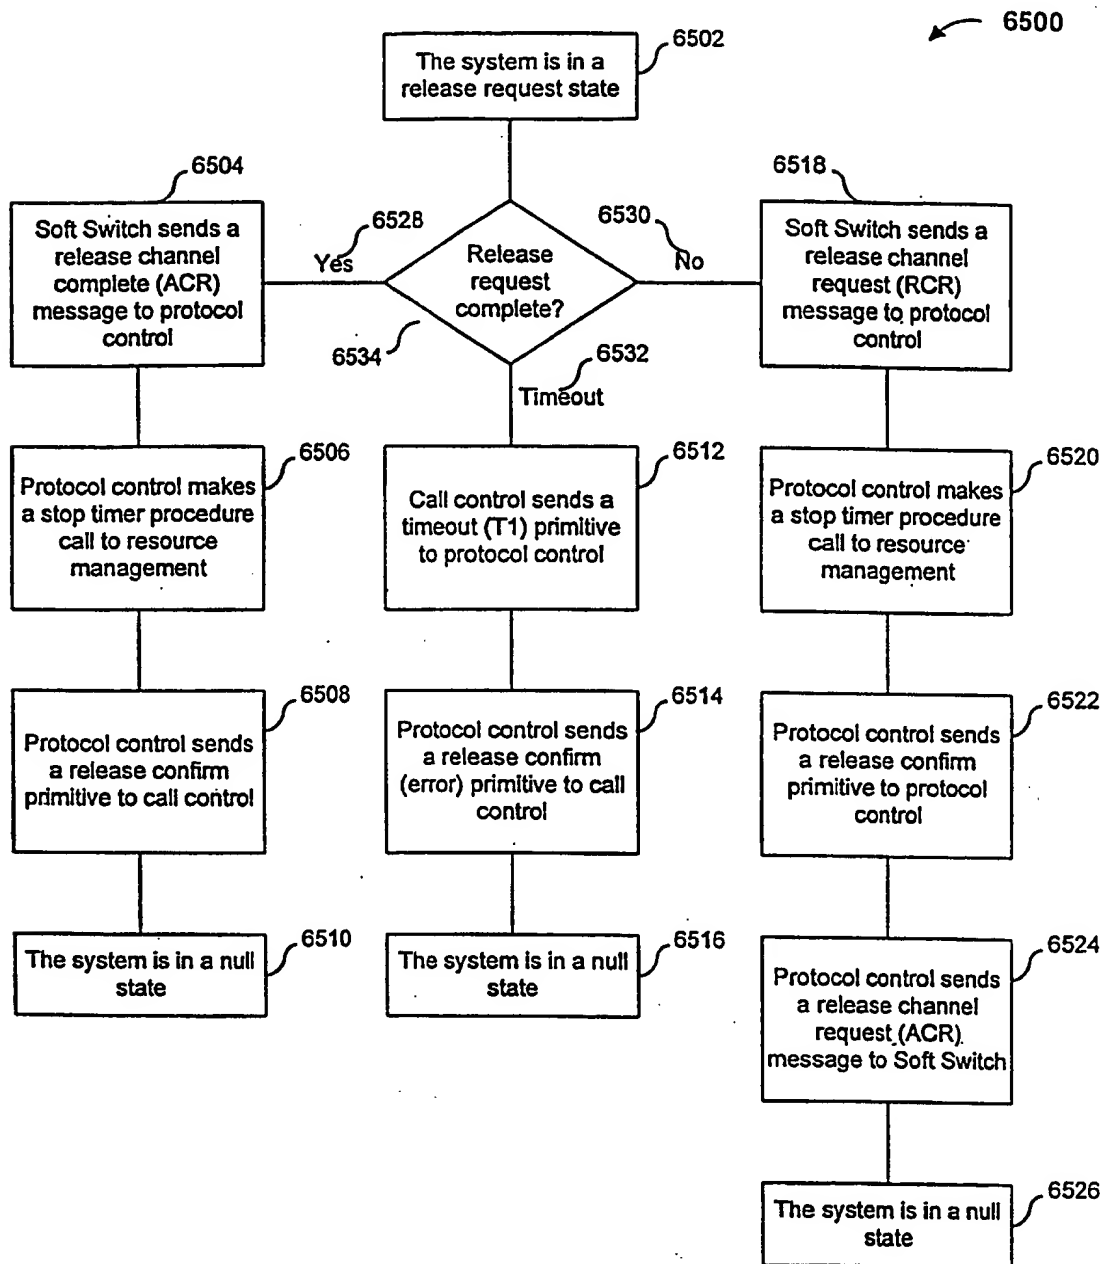 6500
The system is in a
release request state
6502
6504
Soft Switch sends a
release channel
complete (ACR)
message to protocol
control
6528
Yes
Release
request
complete?
6534
6530
No
6532
Timeout
6518
Soft Switch sends a
release channel
request (RCR)
message to protocol
control
6506
Protocol control makes
a stop timer procedure
call to resource
management
6512
Call control sends a
timeout (T1) primitive
to protocol control
6520
Protocol control makes
a stop timer procedure
call to resource
management
6508
Protocol control sends
a release confirm
primitive to call control
6514
Protocol control sends
a release confirm
(error) primitive to call
control
6522
Protocol control sends
a release confirm
primitive to protocol
control
6510
The system is in a null
state
6516
The system is in a null
state
6524
Protocol control sends
a release channel
request (ACR)
message to Soft Switch
6526
The system is in a null
state